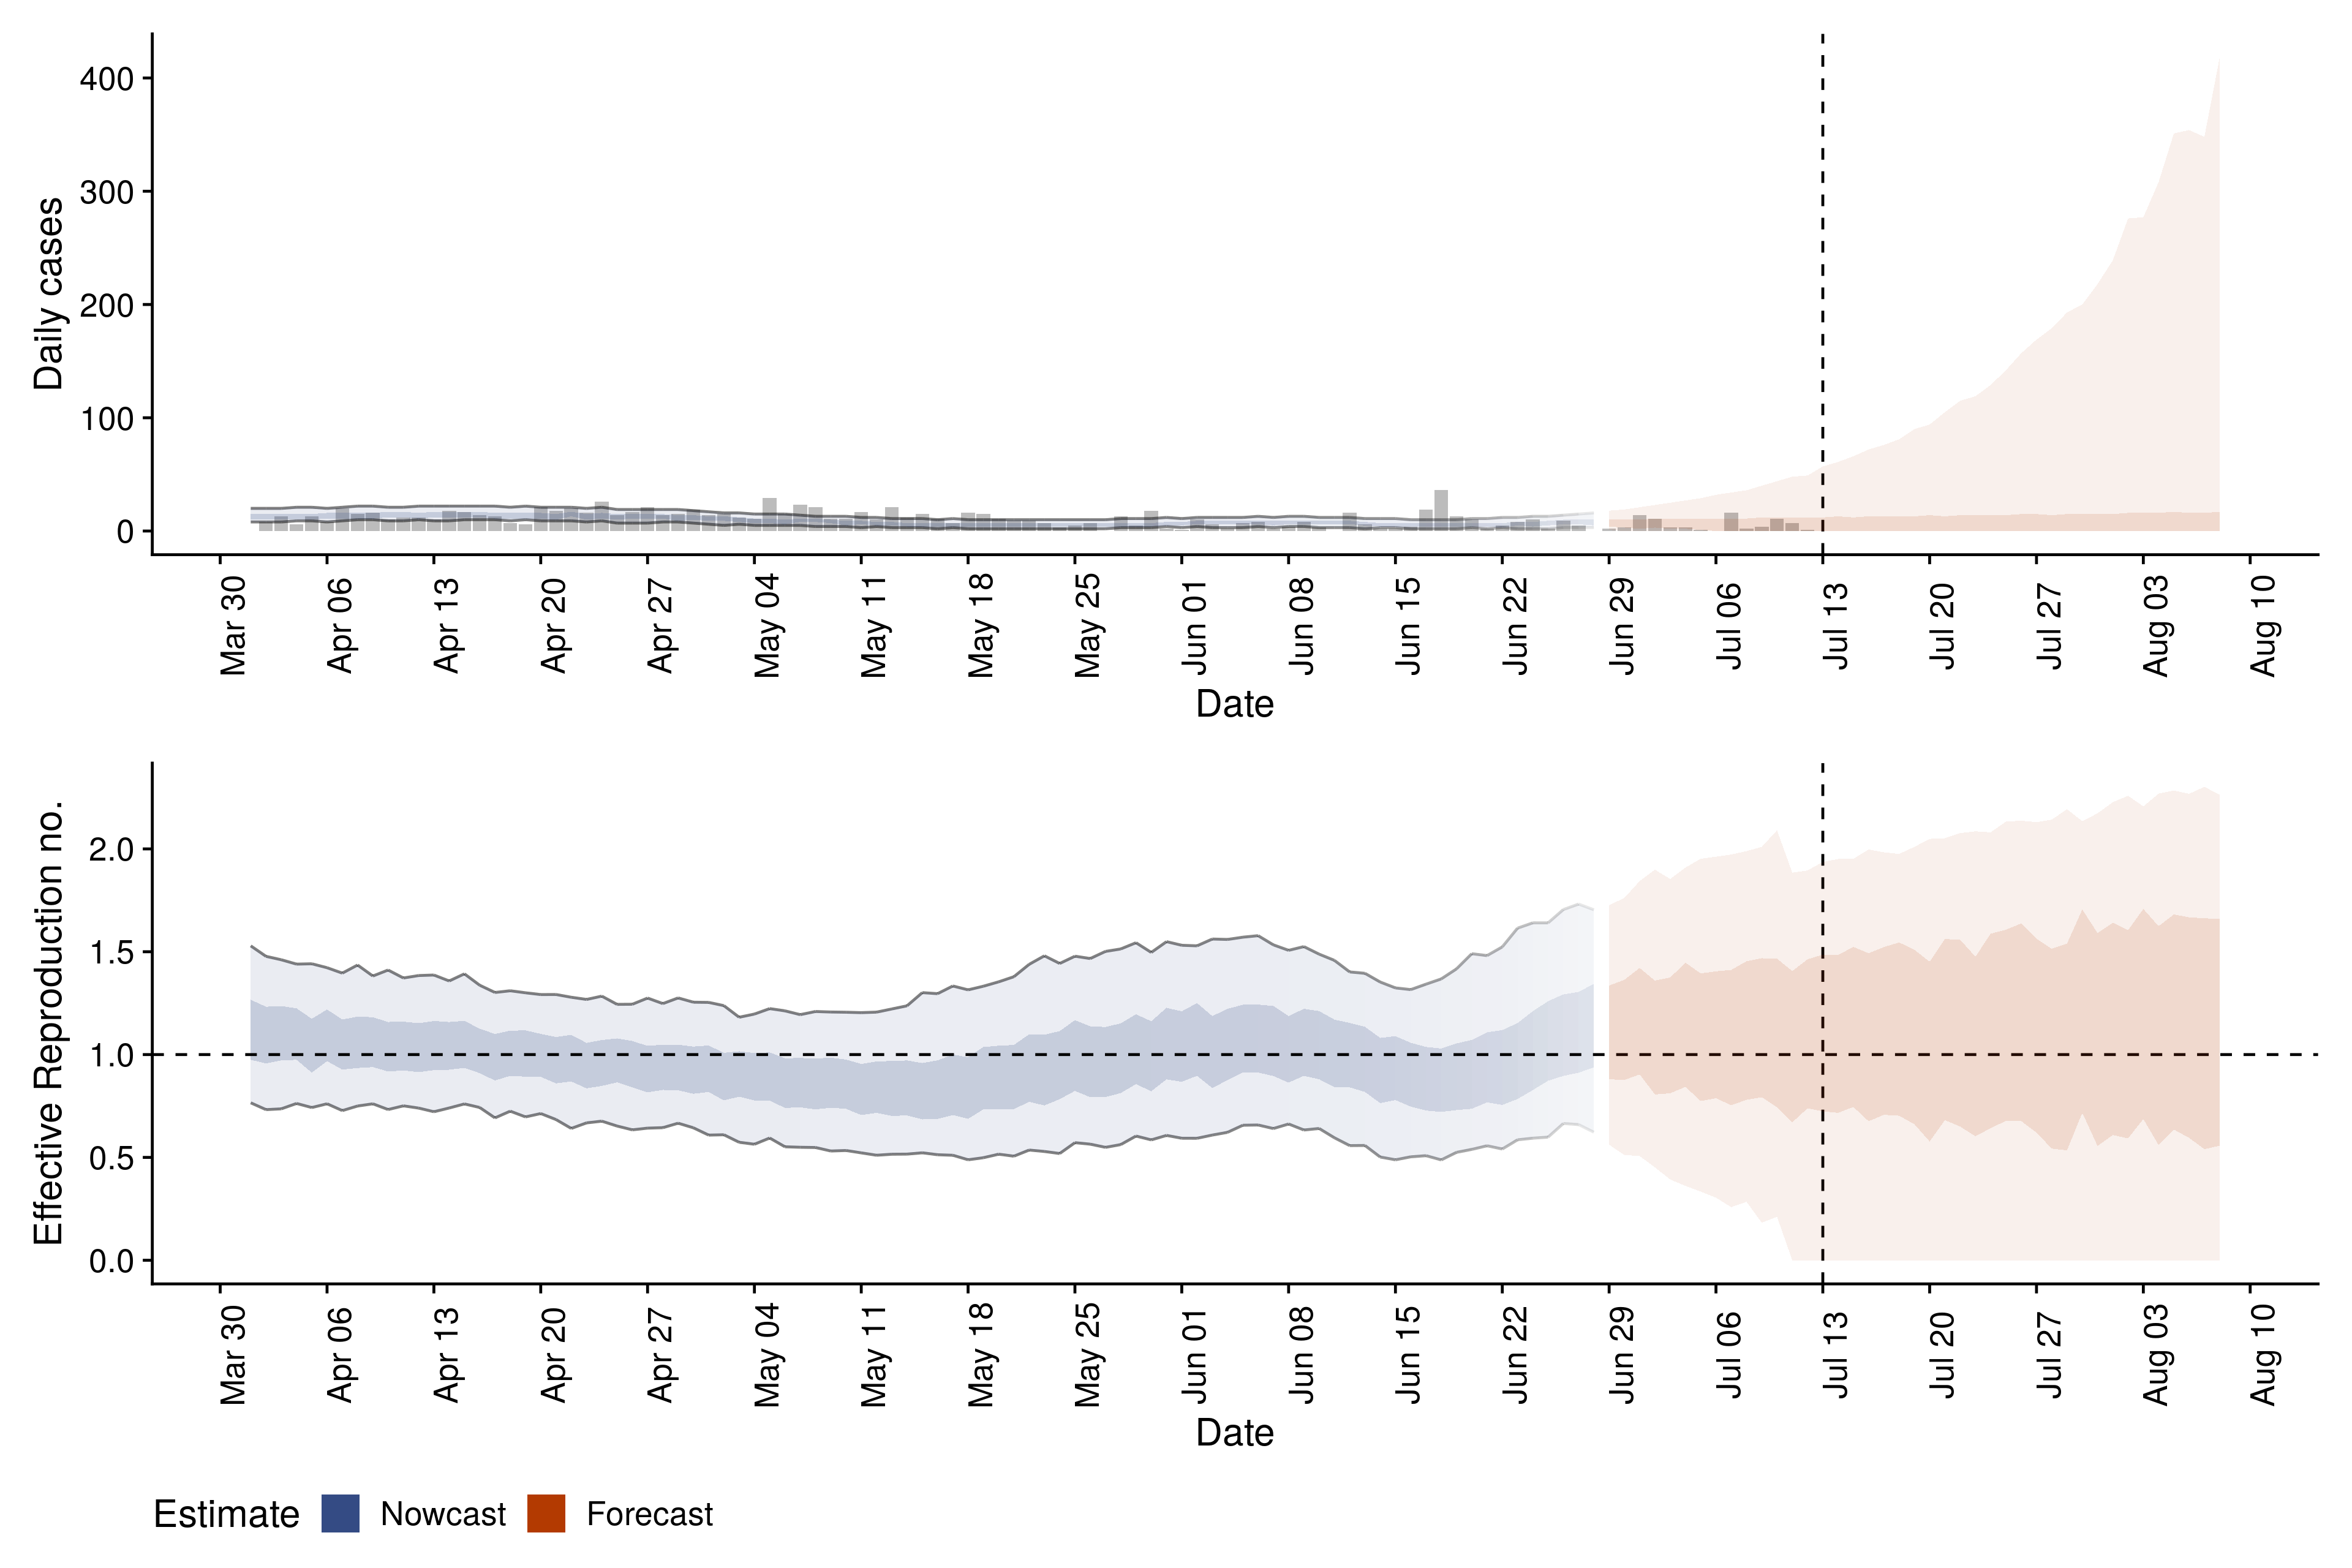 Daily cases
400
300
200
100
0
Mar 30
Apr 06
Apr 13
Apr 20
Apr 27
May 04
May 11
May 18
May 25
Jun 01
Jun 08
Jun 15
Jun 22
Jun 29
Jul 06
Jul 13
Jul 20
Jul 27
Aug 03
Aug 10
Date
Effective Reproduction no.
2.0
1.5
1.0
0.5
0.0
Mar 30
Apr 06
Apr 13
Apr 20
Apr 27
May 04
May 11
May 18
May 25
Jun 01
Jun 08
Jun 15
Jun 22
Jun 29
Jul 06
Jul 13
Jul 20
Jul 27
Aug 03
Aug 10
Date
Estimate Nowcast Forecast